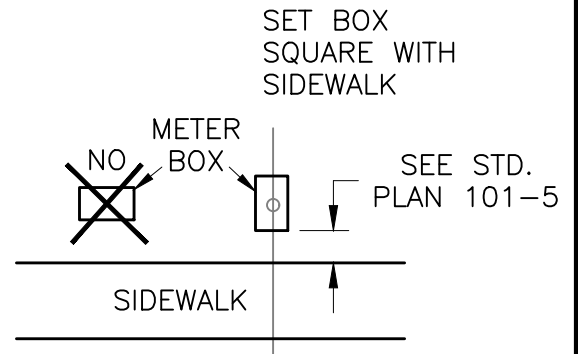 SET BOX
SQUARE WITH
SIDEWALK
METER
BOX
NO
SEE STD.
PLAN 101-5
SIDEWALK